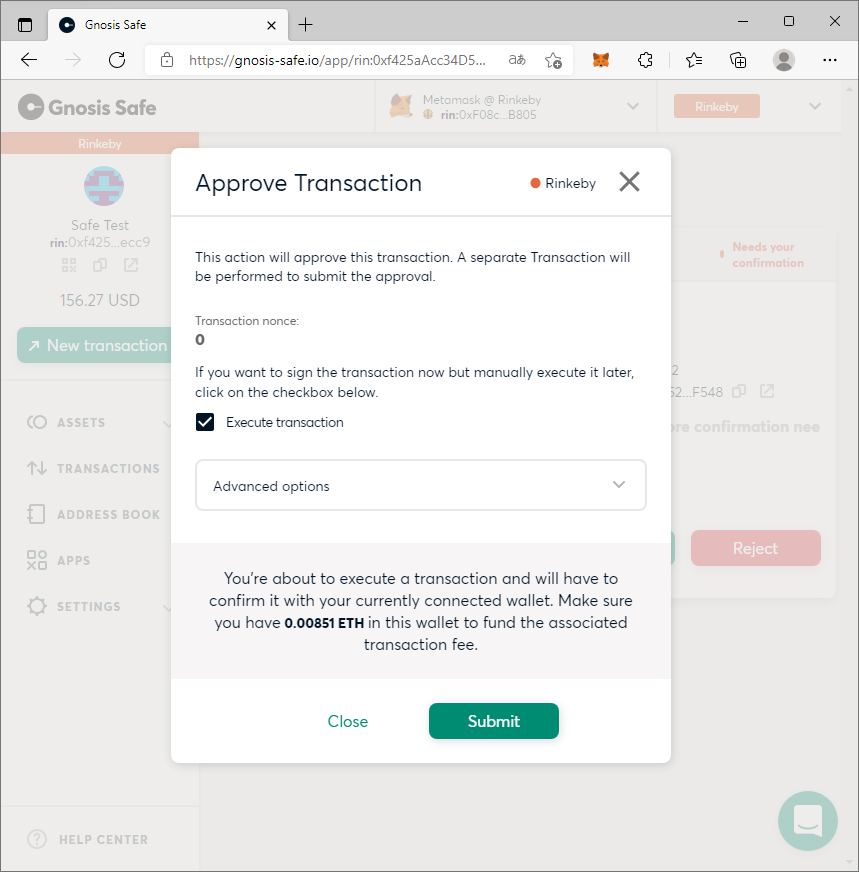 Gnosis Safe
https://gnosis-safe.io/app/rin:0xf425aAcc34D5...
aあ
Gnosis Safe
Metamask @ Rinkeby
rin:0xF08c...B805
Rinkeby
Rinkeby
Safe Test
rin:0xf425...ecc9
156.27 USD
New transaction
ASSETS
TRANSACTIONS
ADDRESS BOOK
APPS
SETTINGS
HELP CENTER
Needs your
confirmation
2
52...F548
ore confirmation nee
Reject
Approve Transaction
Rinkeby
This action will approve this transaction. A separate Transaction will
be performed to submit the approval.
Transaction nonce:
0
If you want to sign the transaction now but manually execute it later,
click on the checkbox below.
Execute transaction
Advanced options
You're about to execute a transaction and will have to
confirm it with your currently connected wallet. Make sure
you have 0.00851 ETH in this wallet to fund the associated
transaction fee.
Close
Submit